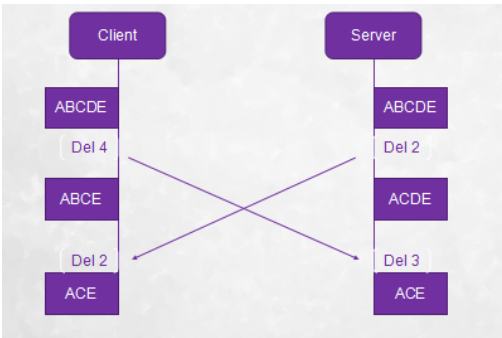 Client
Server
ABCDE
ABCDE
Del 4
Del 2
ABCE
ACDE
Del 2
Del 3
ACE
ACE